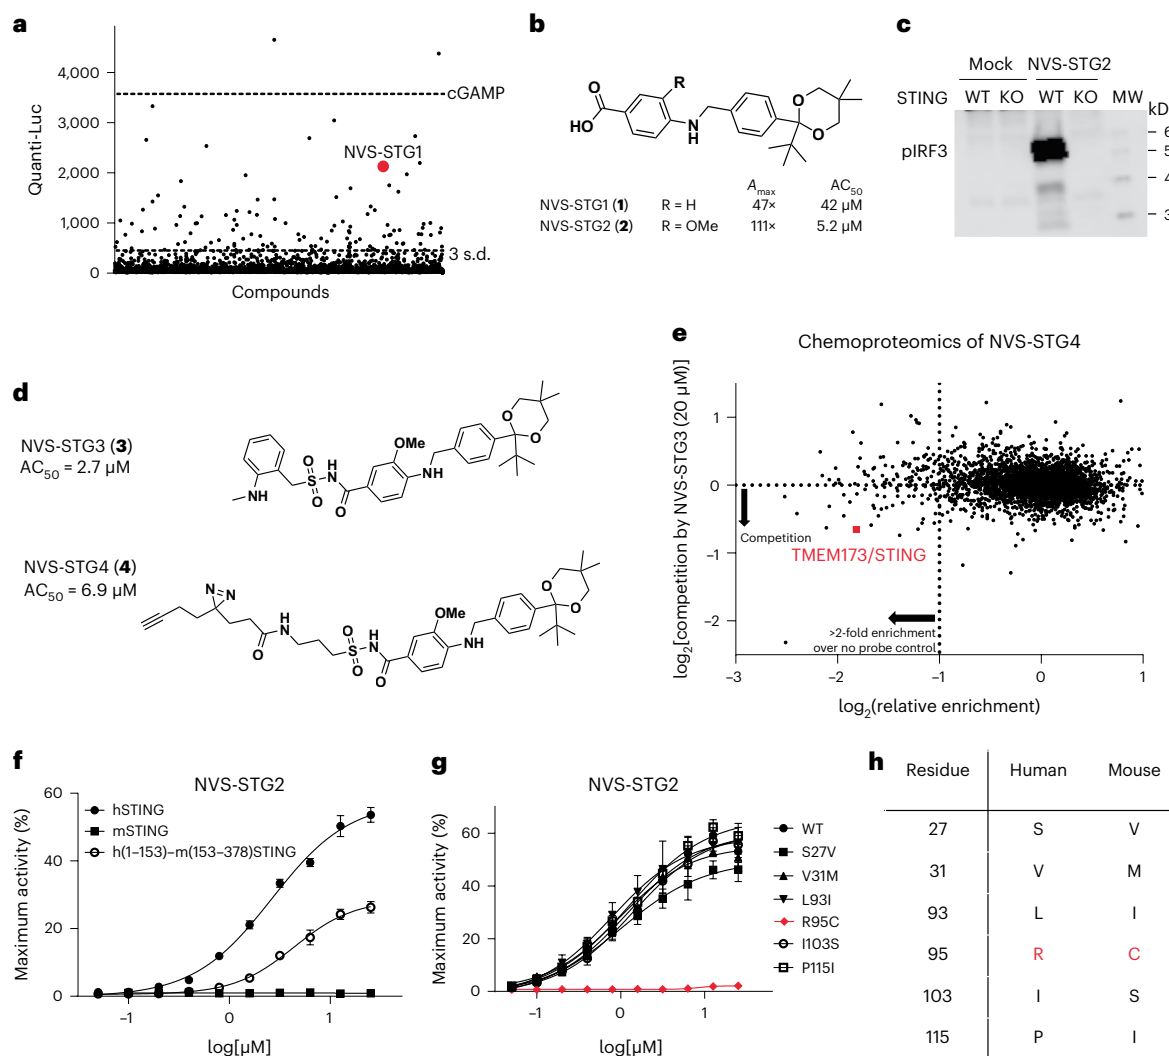 a
Quanti-Luc
4,000
3,000
2,000
1,000
0
cGAMP
NVS-STG1
3 s.d.
Compounds
b
O
HO
R
N
H
O
O
A max AC50
NVS-STG1 (1) R = H 47× 42 µM
NVS-STG2 (2) R = OMe 111× 5.2 µM
c
Mock NVS-STG2
STING WT KO WT KO MW
kD
pIRF3
6
5
4
3
d
NVS-STG3 (3)
AC50 = 2.7 µM
NH
O
S
O
H
N
O
OMe
NH
O
O
NVS-STG4 (4)
AC50 = 6.9 µM
N=N
O
N
H
O
S
O
H
N
O
OMe
NH
O
O
e
Chemoproteomics of NVS-STG4
log2[competition by NVS-STG3 (20 µM)]
1
0
–1
–2
Competition
TMEM173/STING
>2-fold enrichment
over no probe control
–3 –2 –1 0 1
log2(relative enrichment)
f
NVS-STG2
Maximum activity (%)
60
40
20
0
hSTING
mSTING
h(1–153)–m(153–378)STING
–1 0 1
log[µM]
g
NVS-STG2
Maximum activity (%)
60
40
20
0
–1 0 1
log[µM]
WT
S27V
V31M
L93I
R95C
I103S
P115I
h
Residue Human Mouse
27 S V
31 V M
93 L I
95 R C
103 I S
115 P I